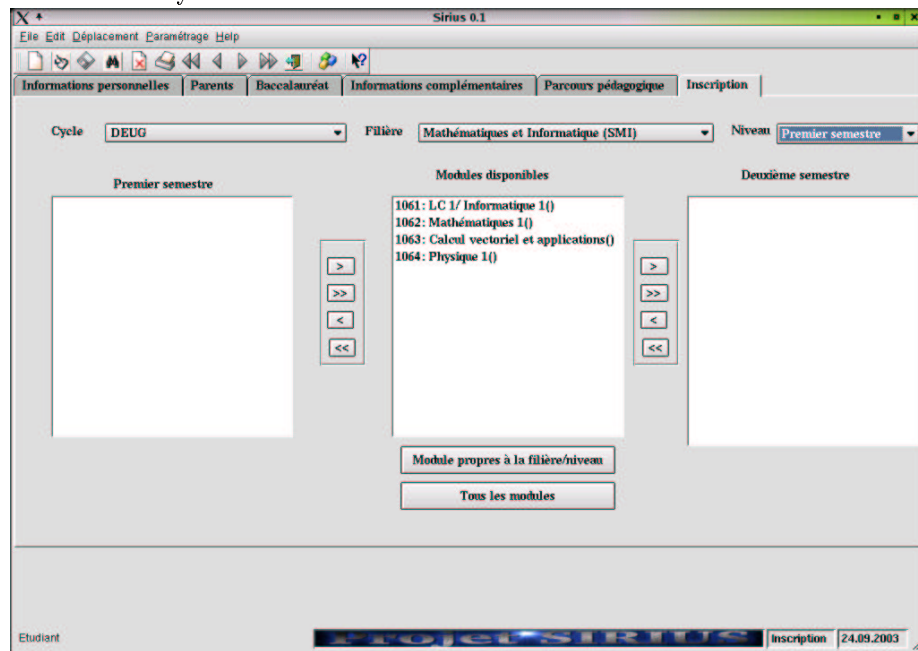 Sirius 0.1
File Edit Déplacement Paramétrage Help
Informations personnelles Parents Baccalauréat Informations complémentaires Parcours pédagogique Inscription
Cycle DEUG Filière Mathématiques et Informatique (SMI) Niveau Premier semestre
Premier semestre Modules disponibles Deuxième semestre
1061: LC 1/ Informatique 1()
1062: Mathématiques 1()
1063: Calcul vectoriel et applications()
1064: Physique 1()
> >
>> >>
< <
<< <<
Module propres à la filière/niveau
Tous les modules
Etudiant Projet SIRIUS Inscription 24.09.2003